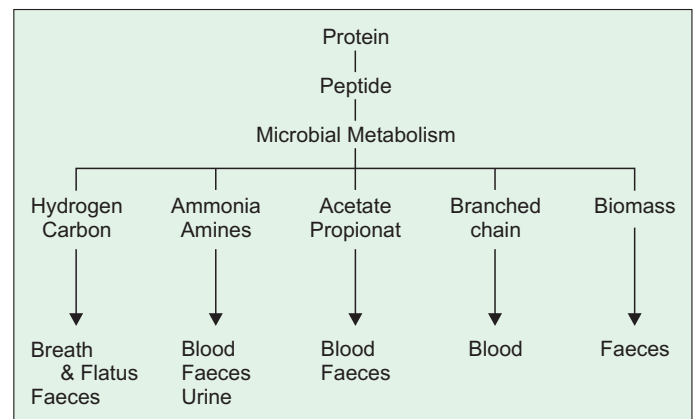 Protein
Peptide
Microbial Metabolism
Hydrogen
Carbon
Ammonia
Amines
Acetate
Propionat
Branched
chain
Biomass
Breath
& Flatus
Faeces
Blood
Faeces
Urine
Blood
Faeces
Blood
Faeces